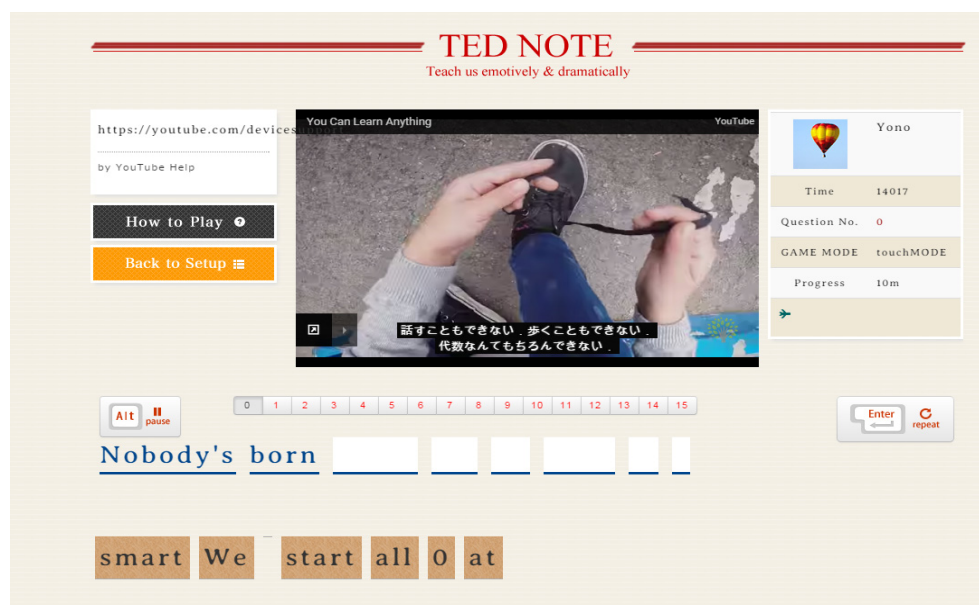 TED NOTE
Teach us emotively & dramatically
https://youtube.com/devicesupport
by YouTube Help
How to Play ?
Back to Setup
You Can Learn Anything
YouTube
話すこともできない . 歩くこともできない .
代数なんてもちろんできない .
Yono
Time 14017
Question No. 0
GAME MODE touchMODE
Progress 10m
Alt pause
0 1 2 3 4 5 6 7 8 9 10 11 12 13 14 15
Enter repeat
Nobody's born
smart We start all 0 at